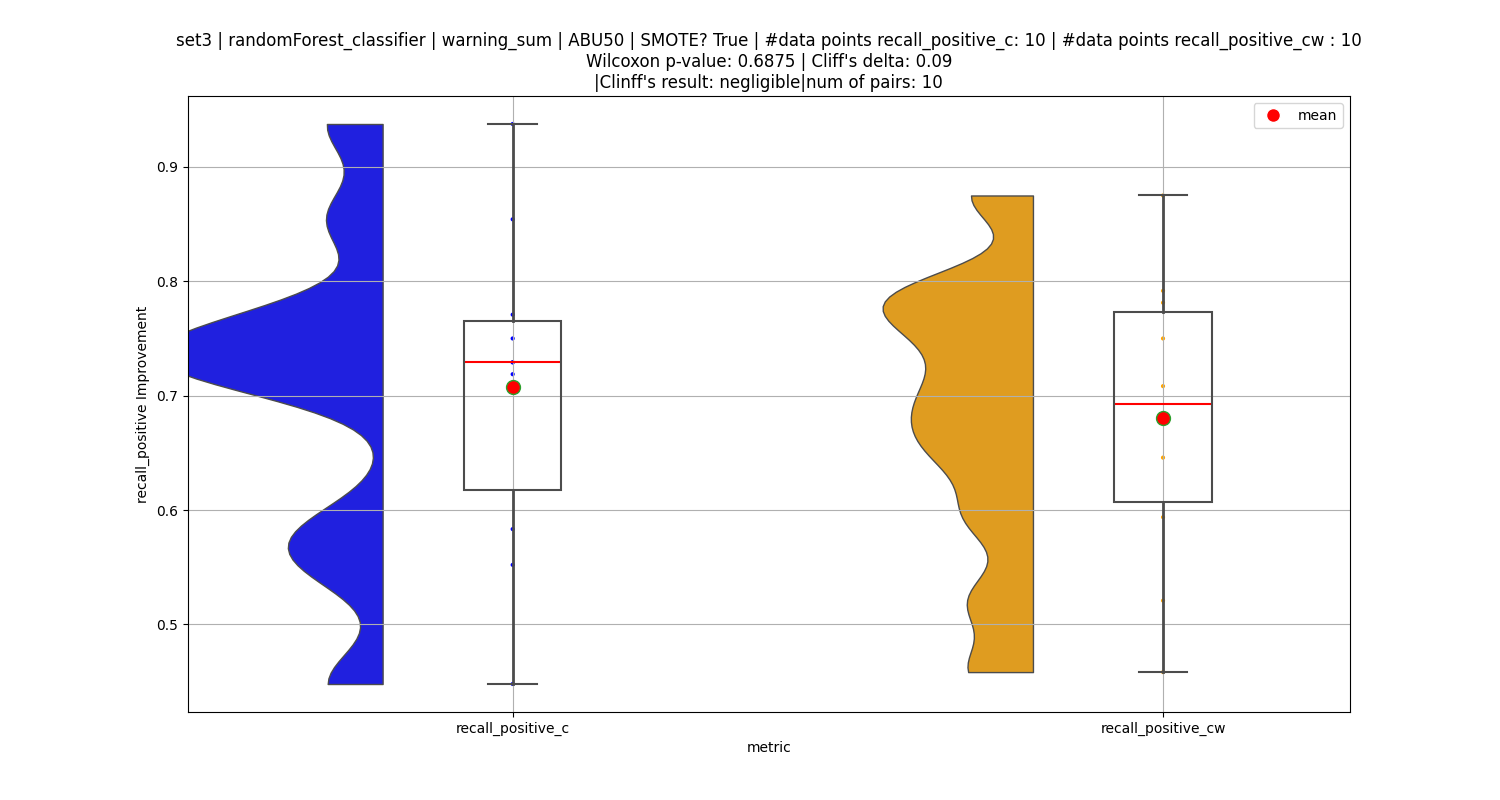 set3 | randomForest_classifier | warning_sum | ABU50 | SMOTE? True | #data points recall_positive_c: 10 | #data points recall_positive_cw : 10
Wilcoxon p-value: 0.6875 | Cliff's delta: 0.09
|Clinff's result: negligible|num of pairs: 10
mean
0.9
0.8
0.7
0.6
0.5
recall_positive Improvement
recall_positive_c
recall_positive_cw
metric